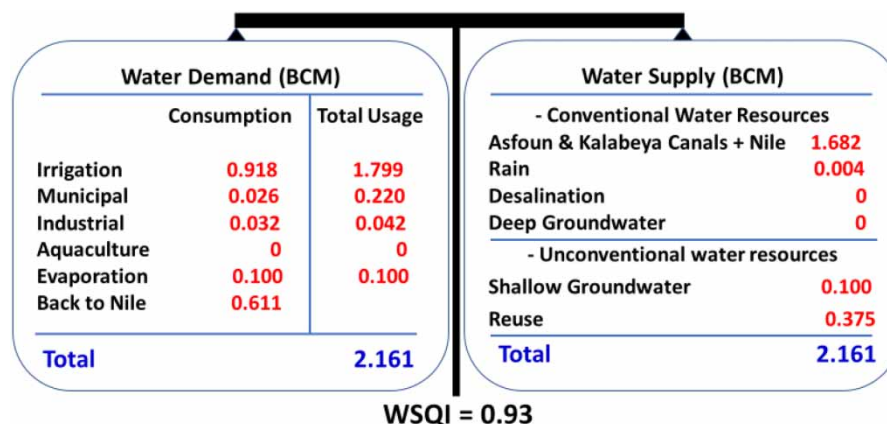 Water Demand (BCM)
Consumption Total Usage
Irrigation 0.918 1.799
Municipal 0.026 0.220
Industrial 0.032 0.042
Aquaculture 0 0
Evaporation 0.100 0.100
Back to Nile 0.611
Total 2.161
Water Supply (BCM)
- Conventional Water Resources
Asfoun & Kalabeya Canals + Nile 1.682
Rain 0.004
Desalination 0
Deep Groundwater 0
- Unconventional water resources
Shallow Groundwater 0.100
Reuse 0.375
Total 2.161
WSQI = 0.93